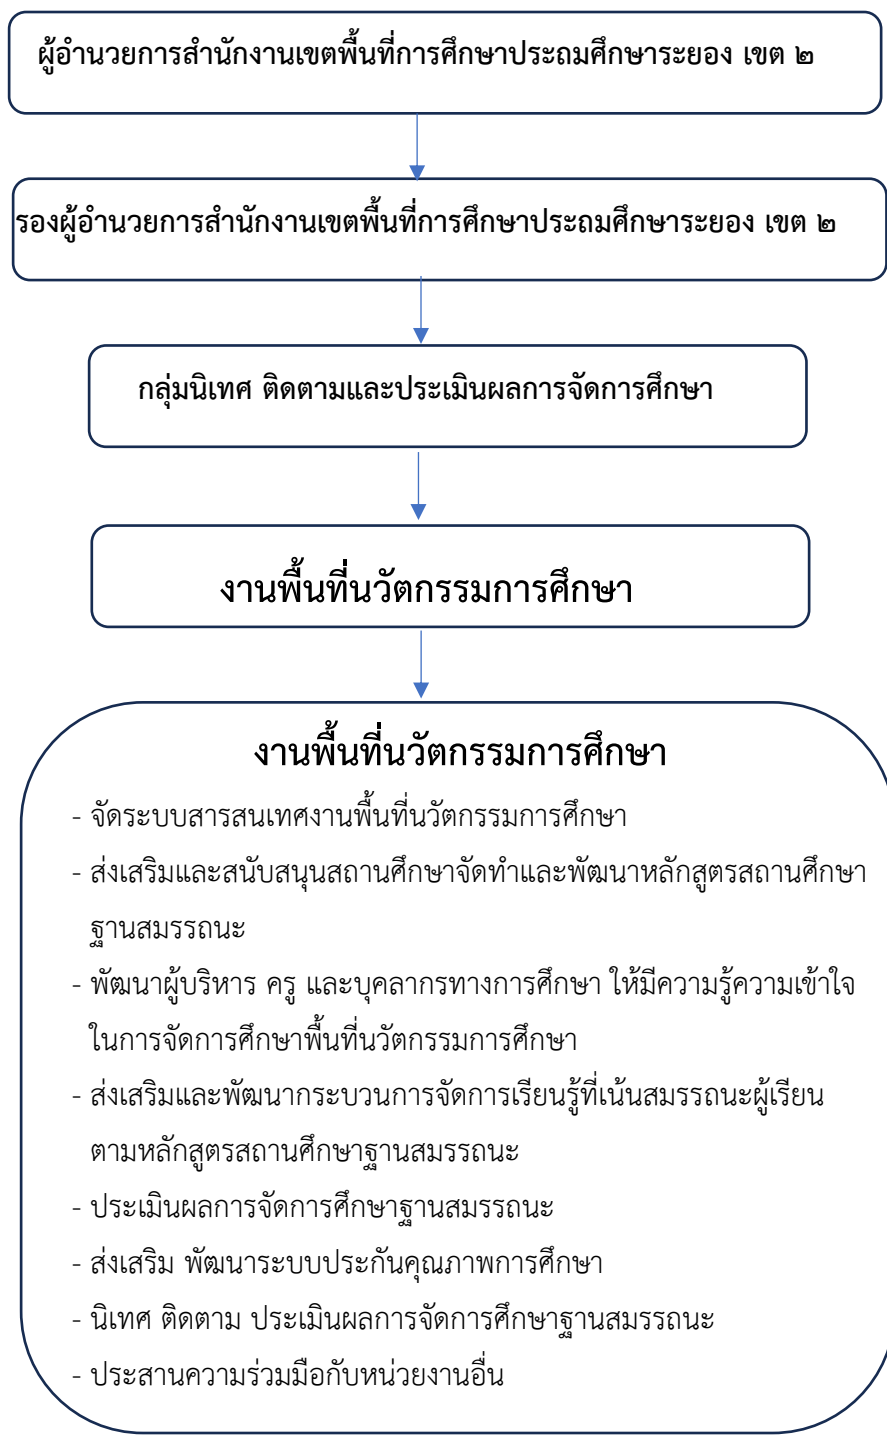 ผู้อำนวยการสำนักงานเขตพื้นที่การศึกษาประถมศึกษาระยอง เขต ๒
รองผู้อำนวยการสำนักงานเขตพื้นที่การศึกษาประถมศึกษาระยอง เขต ๒
กลุ่มนิเทศ ติดตามและประเมินผลการจัดการศึกษา
งานพื้นที่นวัตกรรมการศึกษา
งานพื้นที่นวัตกรรมการศึกษา
- จัดระบบสารสนเทศงานพื้นที่นวัตกรรมการศึกษา
- ส่งเสริมและสนับสนุนสถานศึกษาจัดทำและพัฒนาหลักสูตรสถานศึกษา
ฐานสมรรถนะ
- พัฒนาผู้บริหาร ครู และบุคลากรทางการศึกษา ให้มีความรู้ความเข้าใจ
ในการจัดการศึกษาพื้นที่นวัตกรรมการศึกษา
- ส่งเสริมและพัฒนากระบวนการจัดการเรียนรู้ที่เน้นสมรรถนะผู้เรียน
ตามหลักสูตรสถานศึกษาฐานสมรรถนะ
- ประเมินผลการจัดการศึกษาฐานสมรรถนะ
- ส่งเสริม พัฒนาระบบประกันคุณภาพการศึกษา
- นิเทศ ติดตาม ประเมินผลการจัดการศึกษาฐานสมรรถนะ
- ประสานความร่วมมือกับหน่วยงานอื่น